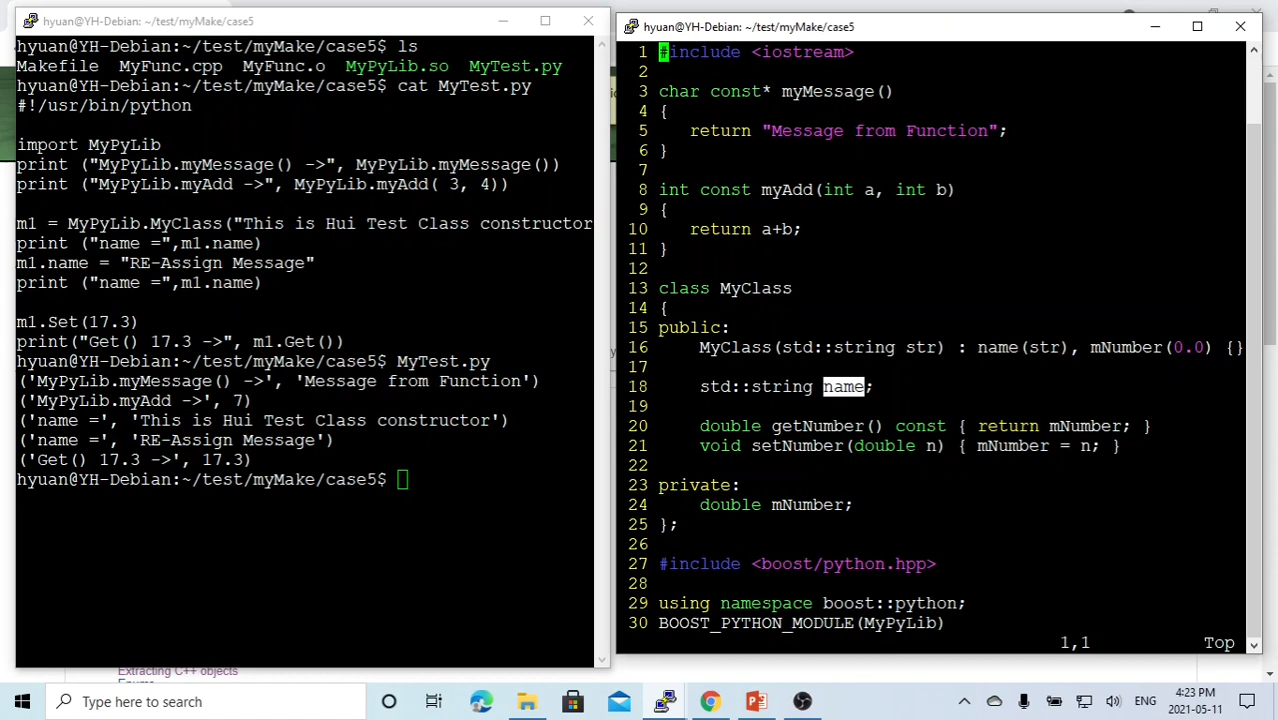 hyuan@YH-Debian: ~/test/myMake/case5
hyuan@YH-Debian:~/test/myMake/case5$ ls
Makefile  MyFunc.cpp  MyFunc.o  MyPyLib.so  MyTest.py
hyuan@YH-Debian:~/test/myMake/case5$ cat MyTest.py
#!/usr/bin/python
import MyPyLib
print ("MyPyLib.myMessage() ->", MyPyLib.myMessage())
print ("MyPyLib.myAdd ->", MyPyLib.myAdd( 3, 4))
m1 = MyPyLib.MyClass("This is Hui Test Class constructor
print ("name =",m1.name)
m1.name = "RE-Assign Message"
print ("name =",m1.name)
m1.Set(17.3)
print("Get() 17.3 ->", m1.Get())
hyuan@YH-Debian:~/test/myMake/case5$ MyTest.py
('MyPyLib.myMessage() ->', 'Message from Function')
('MyPyLib.myAdd ->', 7)
('name =', 'This is Hui Test Class constructor')
('name =', 'RE-Assign Message')
('Get() 17.3 ->', 17.3)
hyuan@YH-Debian:~/test/myMake/case5$
hyuan@YH-Debian: ~/test/myMake/case5
1 #include <iostream>
2
3 char const* myMessage()
4 {
5    return "Message from Function";
6 }
7
8 int const myAdd(int a, int b)
9 {
10    return a+b;
11 }
12
13 class MyClass
14 {
15 public:
16     MyClass(std::string str) : name(str), mNumber(0.0) {}
17
18     std::string name;
19
20     double getNumber() const { return mNumber; }
21     void setNumber(double n) { mNumber = n; }
22
23 private:
24     double mNumber;
25 };
26
27 #include <boost/python.hpp>
28
29 using namespace boost::python;
30 BOOST_PYTHON_MODULE(MyPyLib)
1,1  Top
Extracting C++ objects
Type here to search
ENG
4:23 PM
2021-05-11